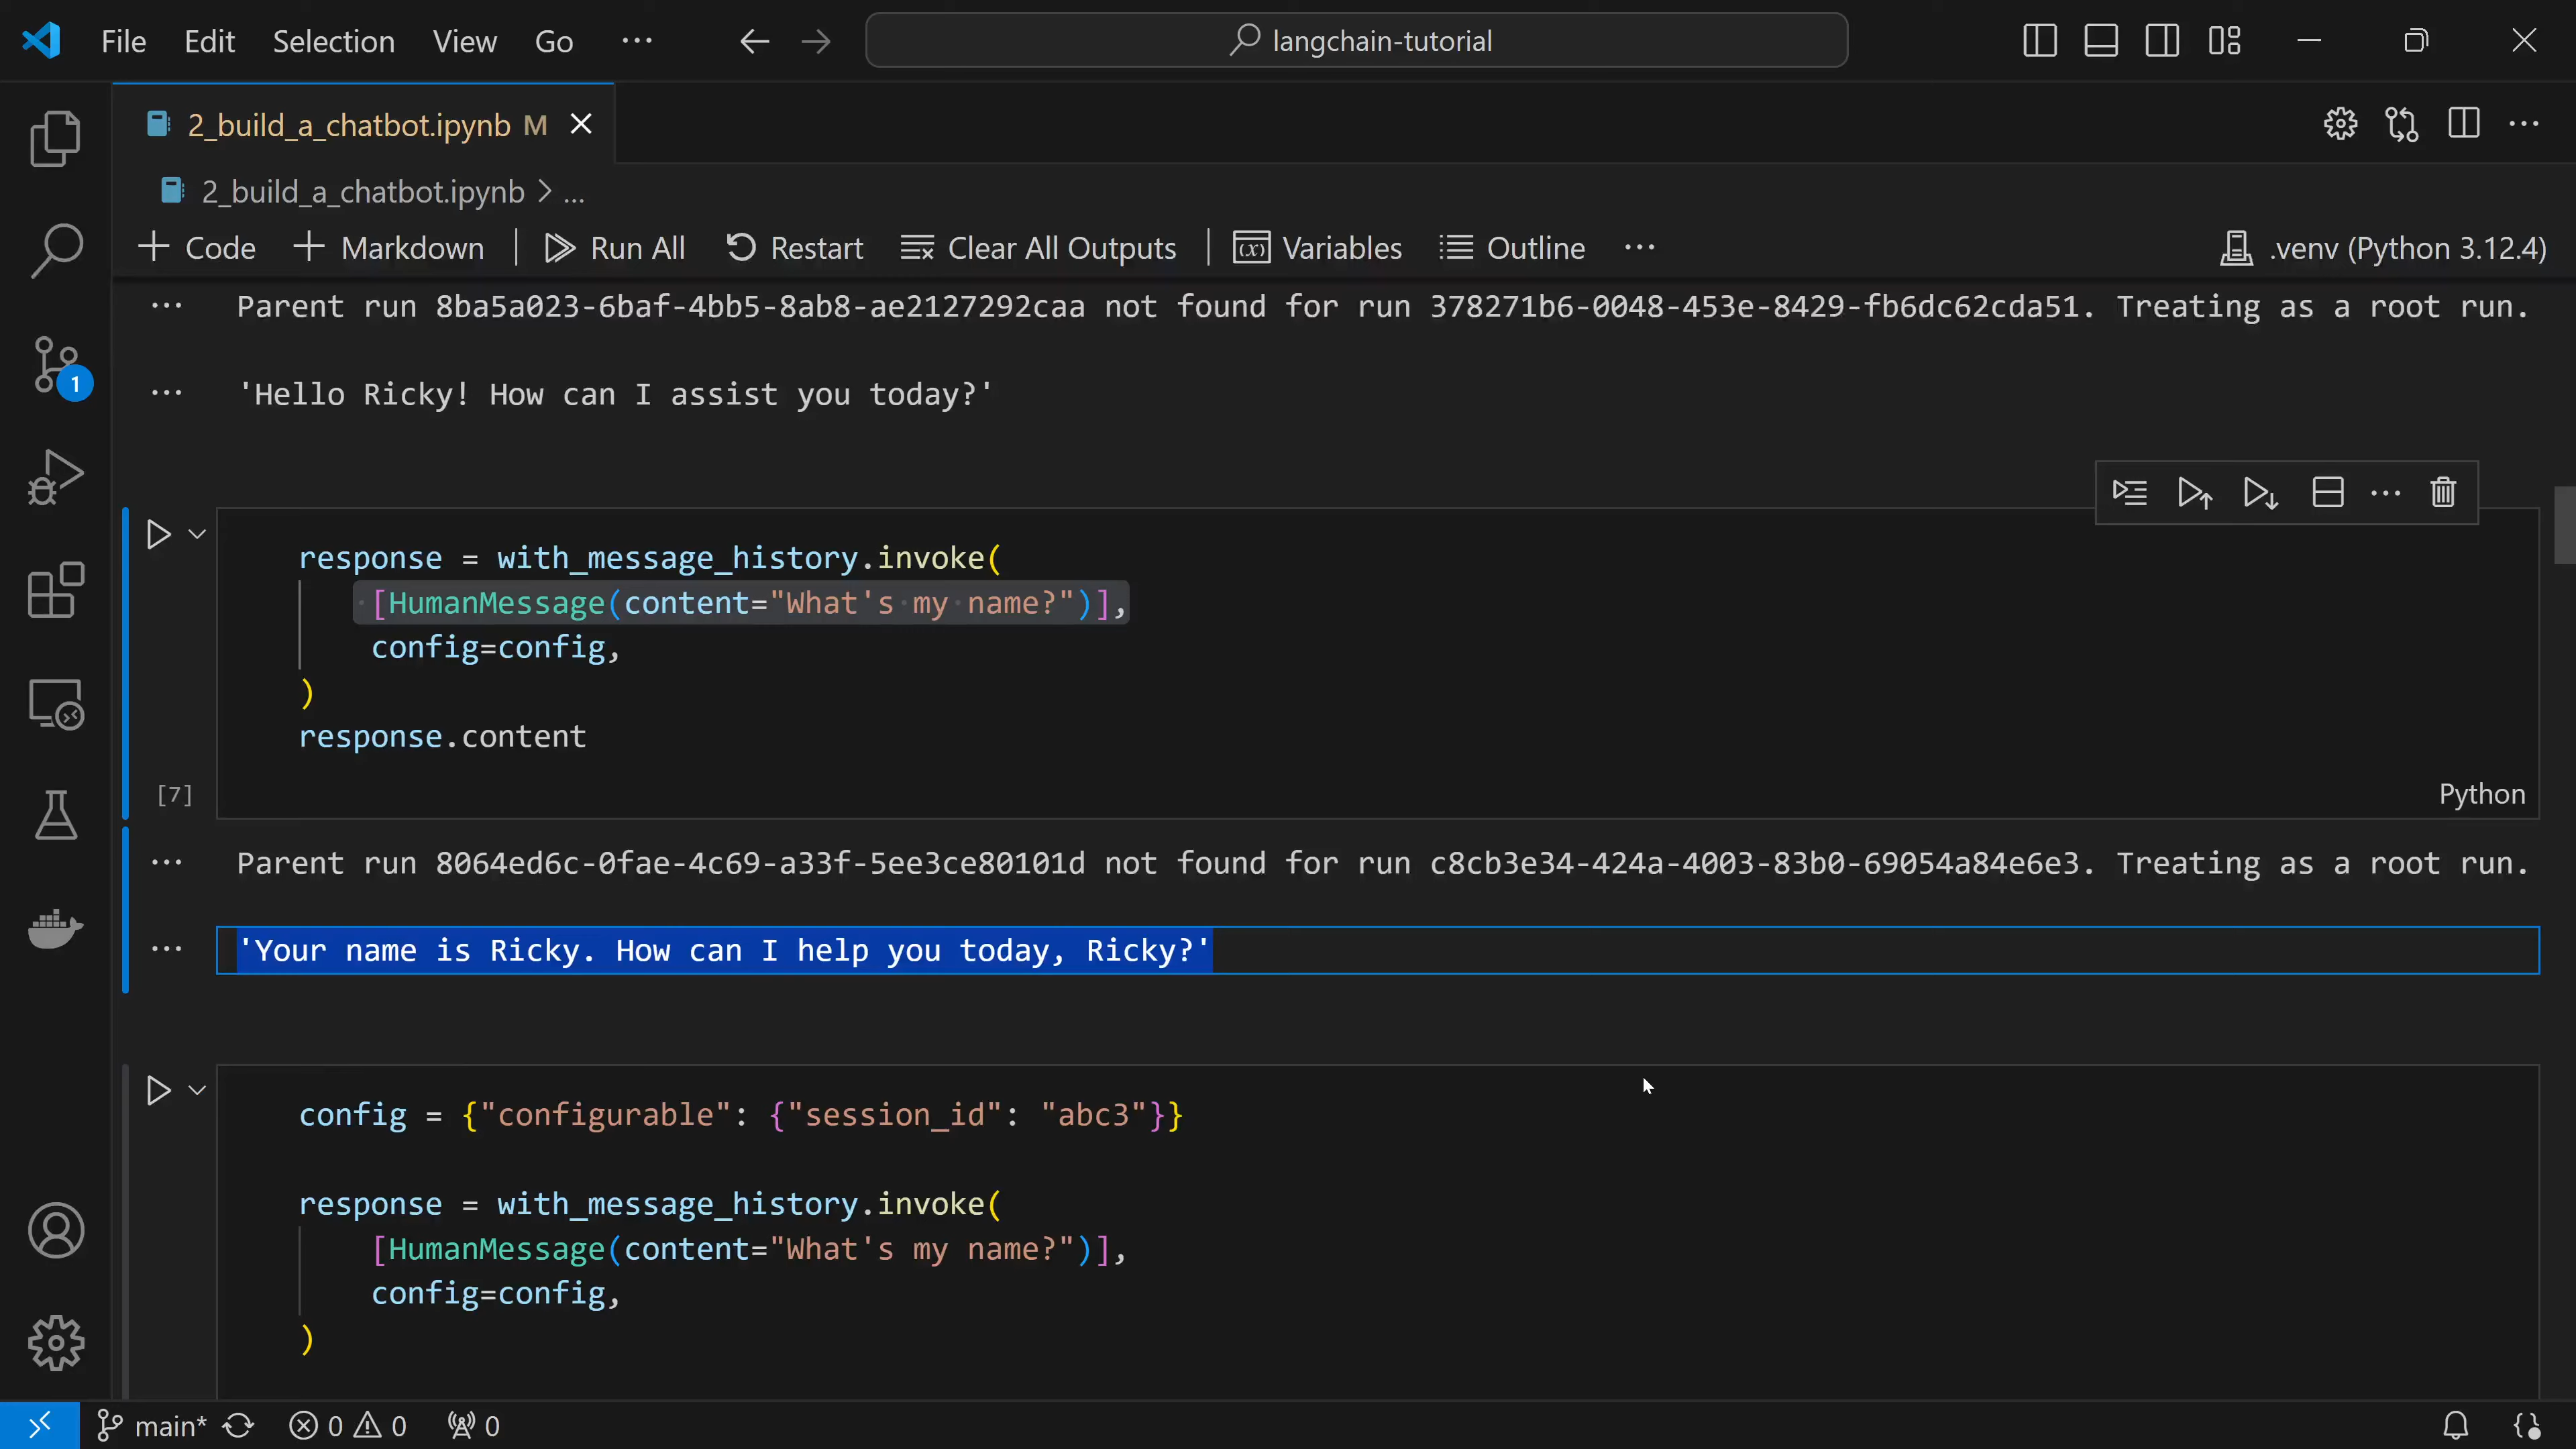 File Edit Selection View Go ··· langchain-tutorial
2_build_a_chatbot.ipynb M
2_build_a_chatbot.ipynb > ...
Code Markdown Run All Restart Clear All Outputs Variables Outline ··· .venv (Python 3.12.4)
Parent run 8ba5a023-6baf-4bb5-8ab8-ae2127292caa not found for run 378271b6-0048-453e-8429-fb6dc62cda51. Treating as a root run.
'Hello Ricky! How can I assist you today?'
response = with_message_history.invoke(
[HumanMessage(content="What's my name?")],
config=config,
)
response.content
[7] Python
Parent run 8064ed6c-0fae-4c69-a33f-5ee3ce80101d not found for run c8cb3e34-424a-4003-83b0-69054a84e6e3. Treating as a root run.
'Your name is Ricky. How can I help you today, Ricky?'
config = {"configurable": {"session_id": "abc3"}}
response = with_message_history.invoke(
[HumanMessage(content="What's my name?")],
config=config,
)
1
main* 0 0 0